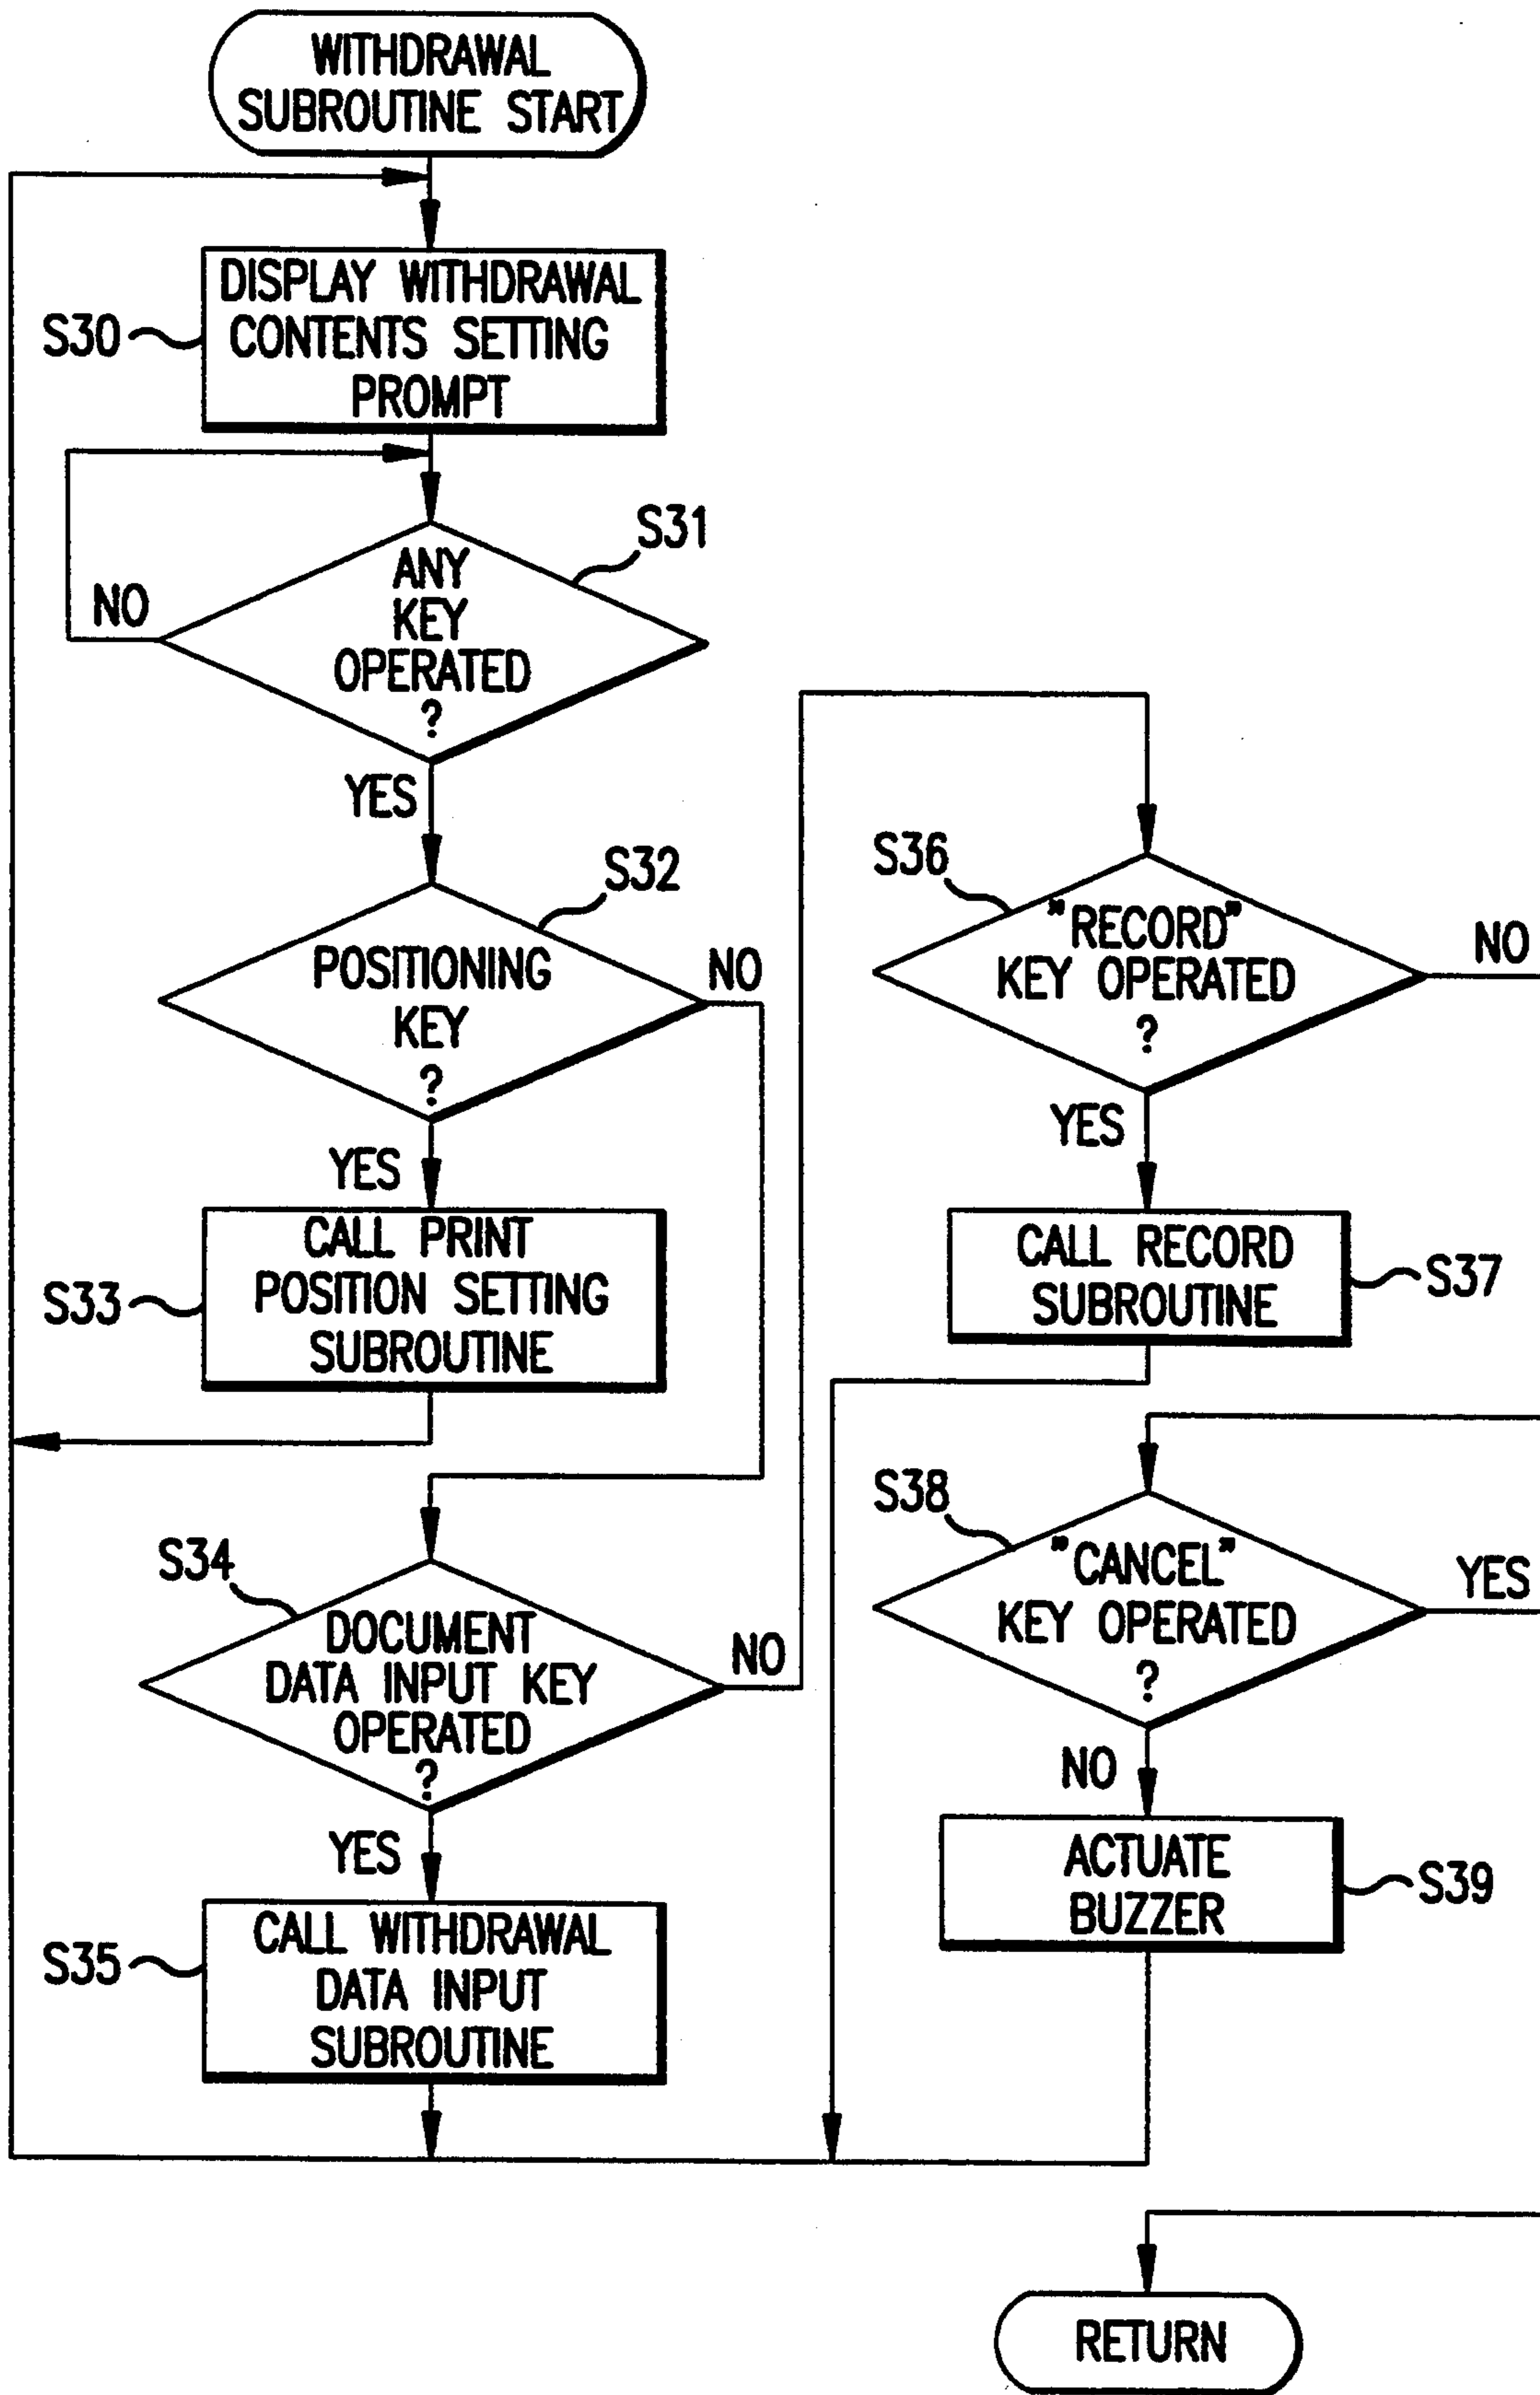 WITHDRAWAL
SUBROUTINE START
S30
DISPLAY WITHDRAWAL
CONTENTS SETTING
PROMPT
S31
ANY
KEY
OPERATED
?
NO
YES
S32
POSITIONING
KEY
?
NO
YES
S33
CALL PRINT
POSITION SETTING
SUBROUTINE
S34
DOCUMENT
DATA INPUT KEY
OPERATED
?
NO
YES
S35
CALL WITHDRAWAL
DATA INPUT
SUBROUTINE
S36
"RECORD"
KEY OPERATED
?
NO
YES
CALL RECORD
SUBROUTINE
S37
S38
"CANCEL"
KEY OPERATED
?
YES
NO
ACTUATE
BUZZER
S39
RETURN